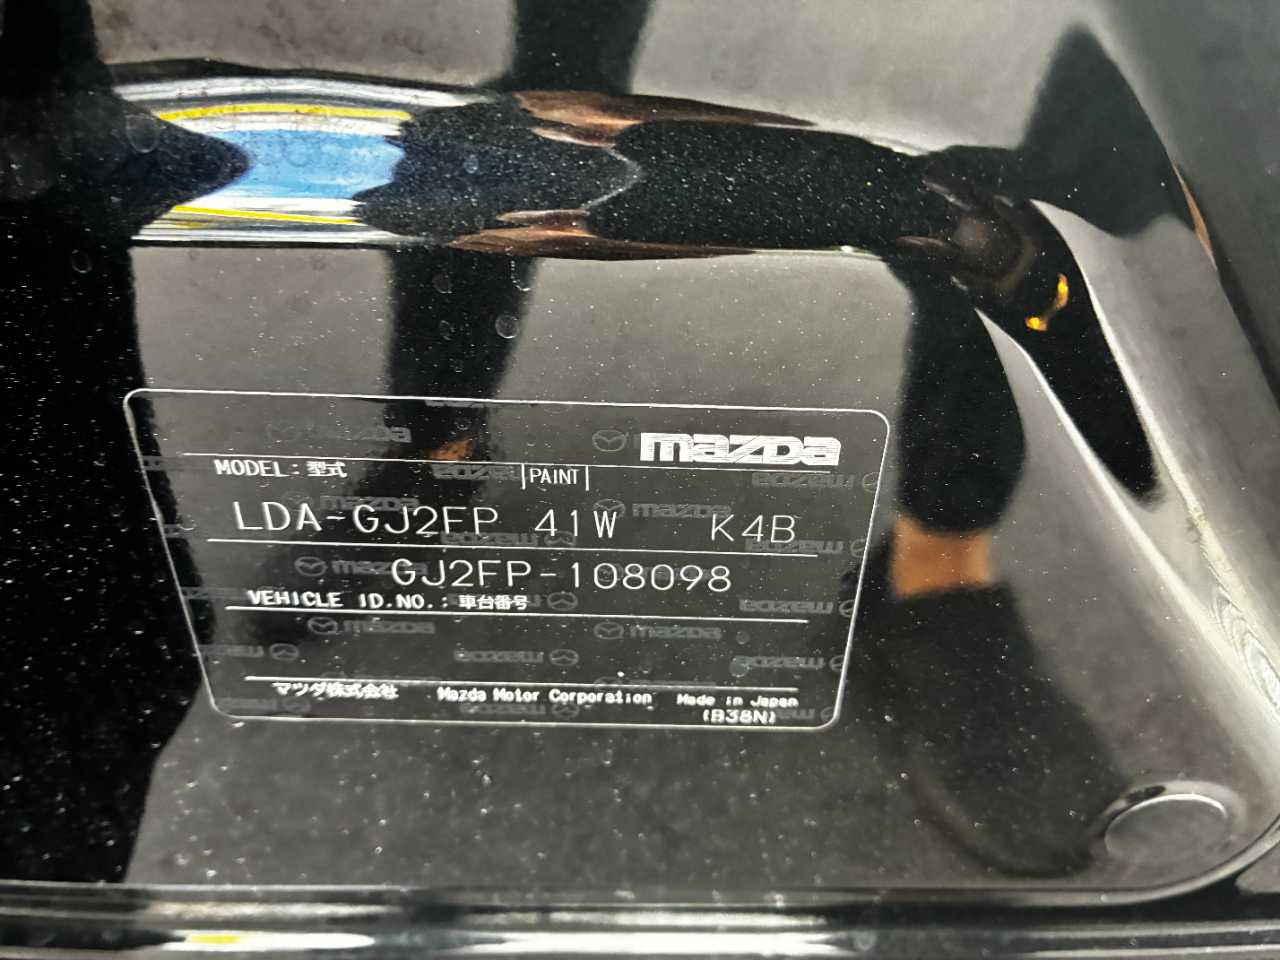 mazda
MODEL:型式 PAINT
LDA-GJ2FP 41W K4B
GJ2FP-108098
VEHICLE ID.NO.:車台番号
マツダ株式会社 Mazda Motor Corporation Made in Japan
(B38N)